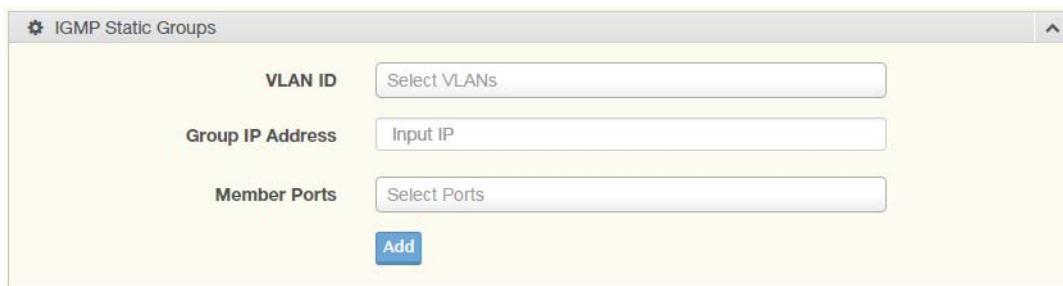 IGMP Static Groups
VLAN ID Select VLANs
Group IP Address Input IP
Member Ports Select Ports
Add